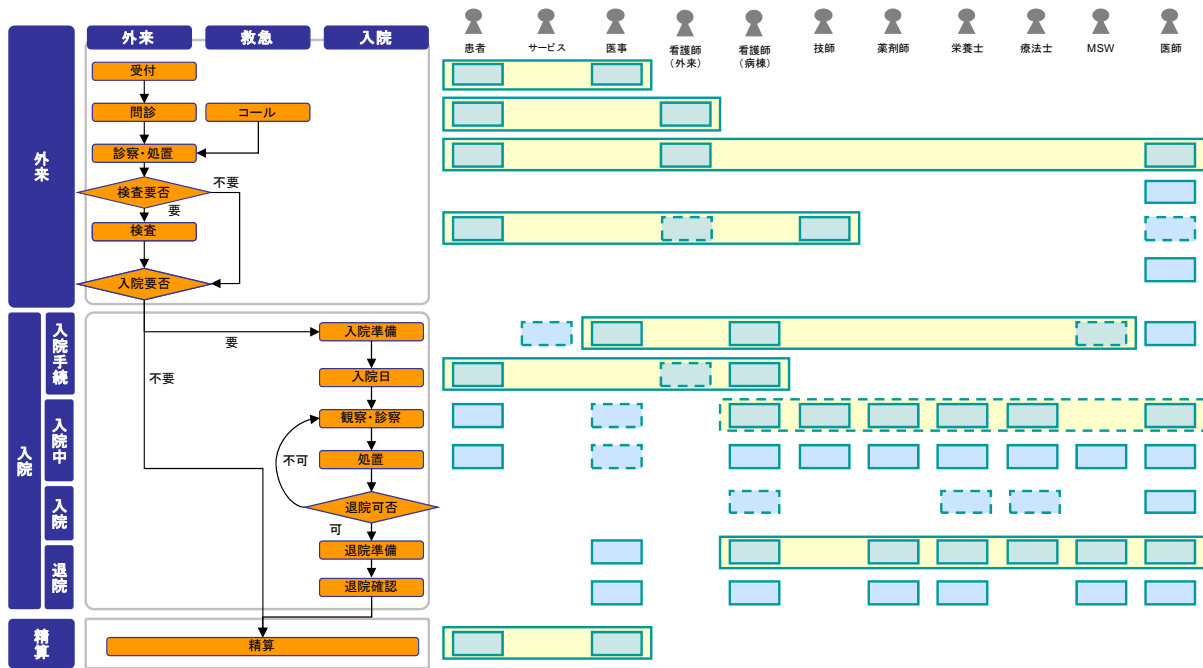 外来
救急
入院
患者
サービス
医事
看護師
（外来）
看護師
（病棟）
技師
薬剤師
栄養士
療法士
MSW
医師
外来
受付
問診
コール
診察・処置
検査要否
不要
要
検査
入院要否
入院
入院手続
入院準備
要
不要
入院日
入院中
観察・診察
処置
不可
入院
退院可否
可
退院
退院準備
退院確認
精算
精算